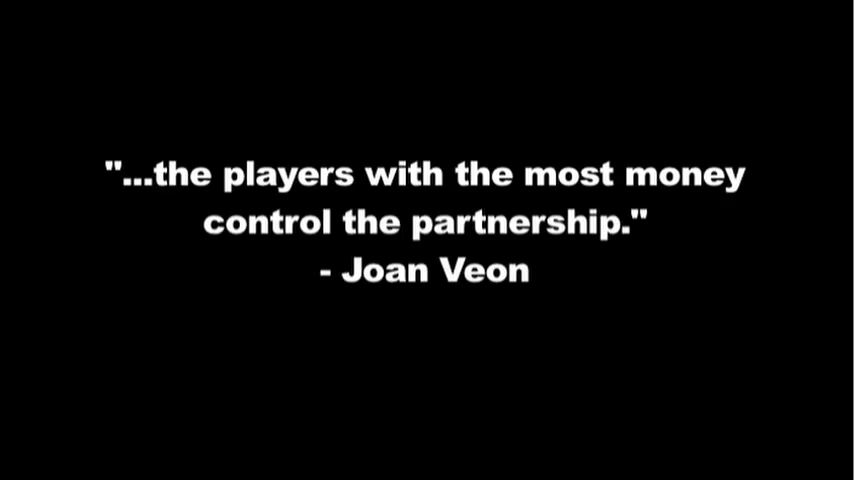 "...the players with the most money
control the partnership."
- Joan Veon